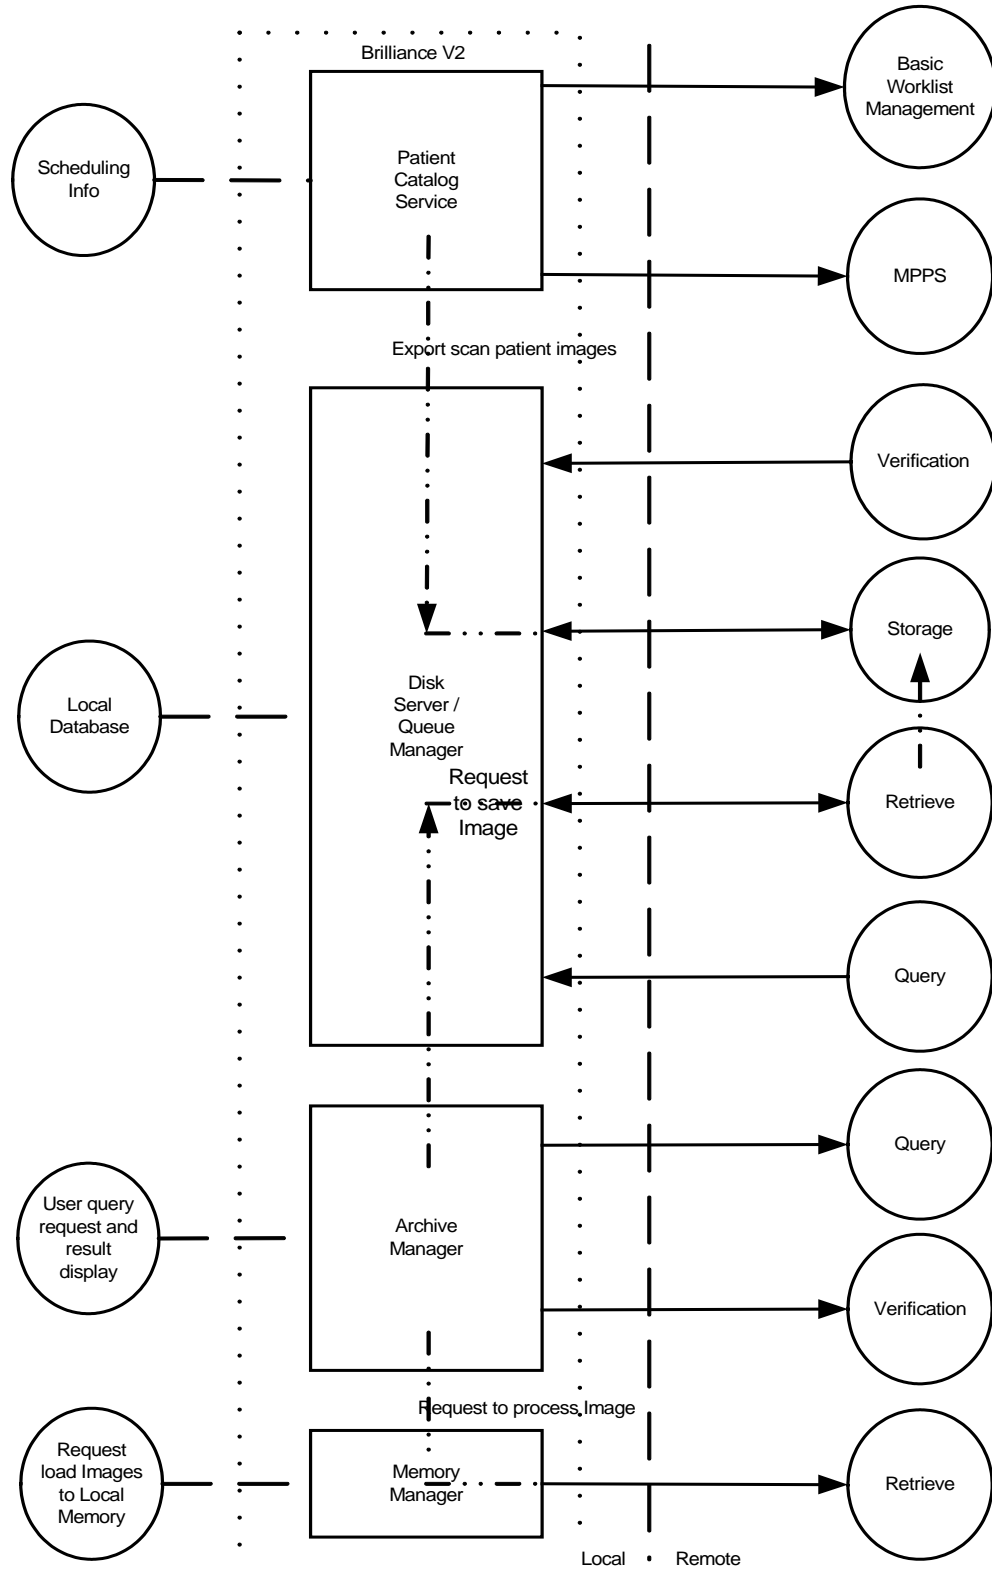 Brilliance V2
Basic
Worklist
Management
Patient
Catalog
Service
Scheduling
Info
MPPS
Export scan patient images
Verification
Storage
Local
Database
Disk
Server /
Queue
Manager
Request
to save
Image
Retrieve
Query
Query
User query
request and
result
display
Archive
Manager
Verification
Request to process Image
Request
load Images
to Local
Memory
Memory
Manager
Retrieve
Local
Remote